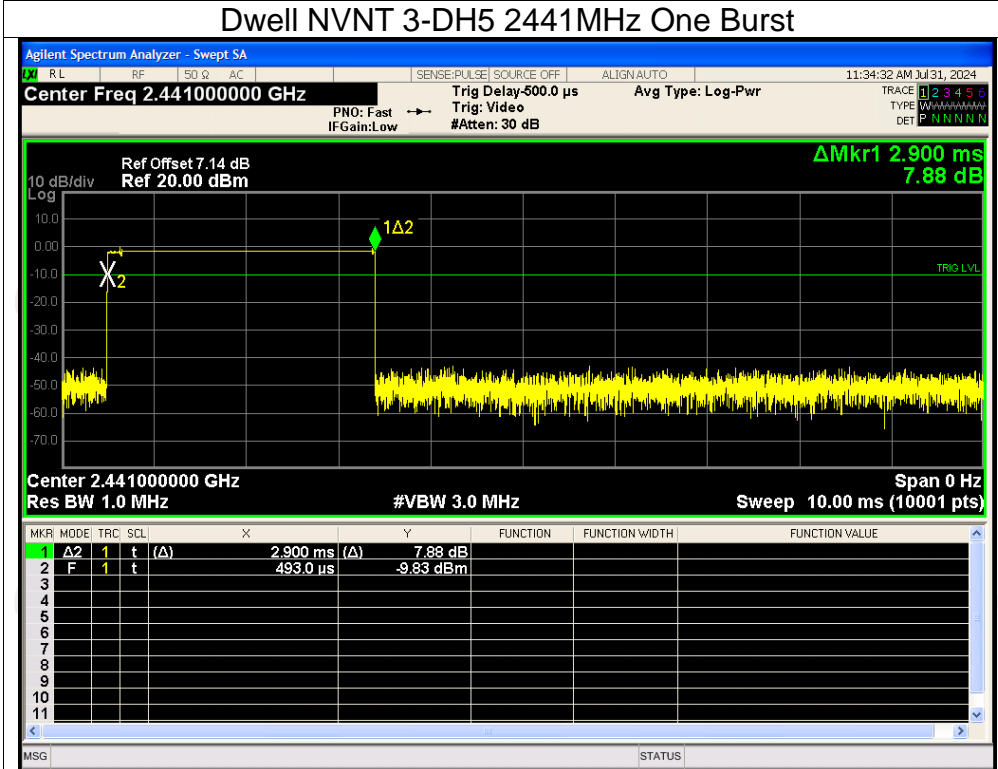 Dwell NVNT 3-DH5 2441MHz One Burst
Agilent Spectrum Analyzer - Swept SA
LXI RL RF 50 Ω AC SENSE:PULSE SOURCE OFF ALIGN AUTO 11:34:32 AM Jul 31, 2024
Center Freq 2.441000000 GHz
PNO: Fast
IFGain:Low
Trig Delay-500.0 µs
Trig: Video
#Atten: 30 dB
Avg Type: Log-Pwr
TRACE 1 2 3 4 5 6
TYPE W
DET P N N N N N
ΔMkr1 2.900 ms
7.88 dB
Ref Offset 7.14 dB
10 dB/div Ref 20.00 dBm
Log
10.0
0.00
-10.0
-20.0
-30.0
-40.0
-50.0
-60.0
-70.0
1Δ2
2
TRIG LVL
Center 2.441000000 GHz Span 0 Hz
Res BW 1.0 MHz #VBW 3.0 MHz Sweep 10.00 ms (10001 pts)
MKR MODE TRC SCL X Y FUNCTION FUNCTION WIDTH FUNCTION VALUE
1 Δ2 1 t (Δ) 2.900 ms (Δ) 7.88 dB
2 F 1 t 493.0 µs -9.83 dBm
3
4
5
6
7
8
9
10
11
MSG STATUS